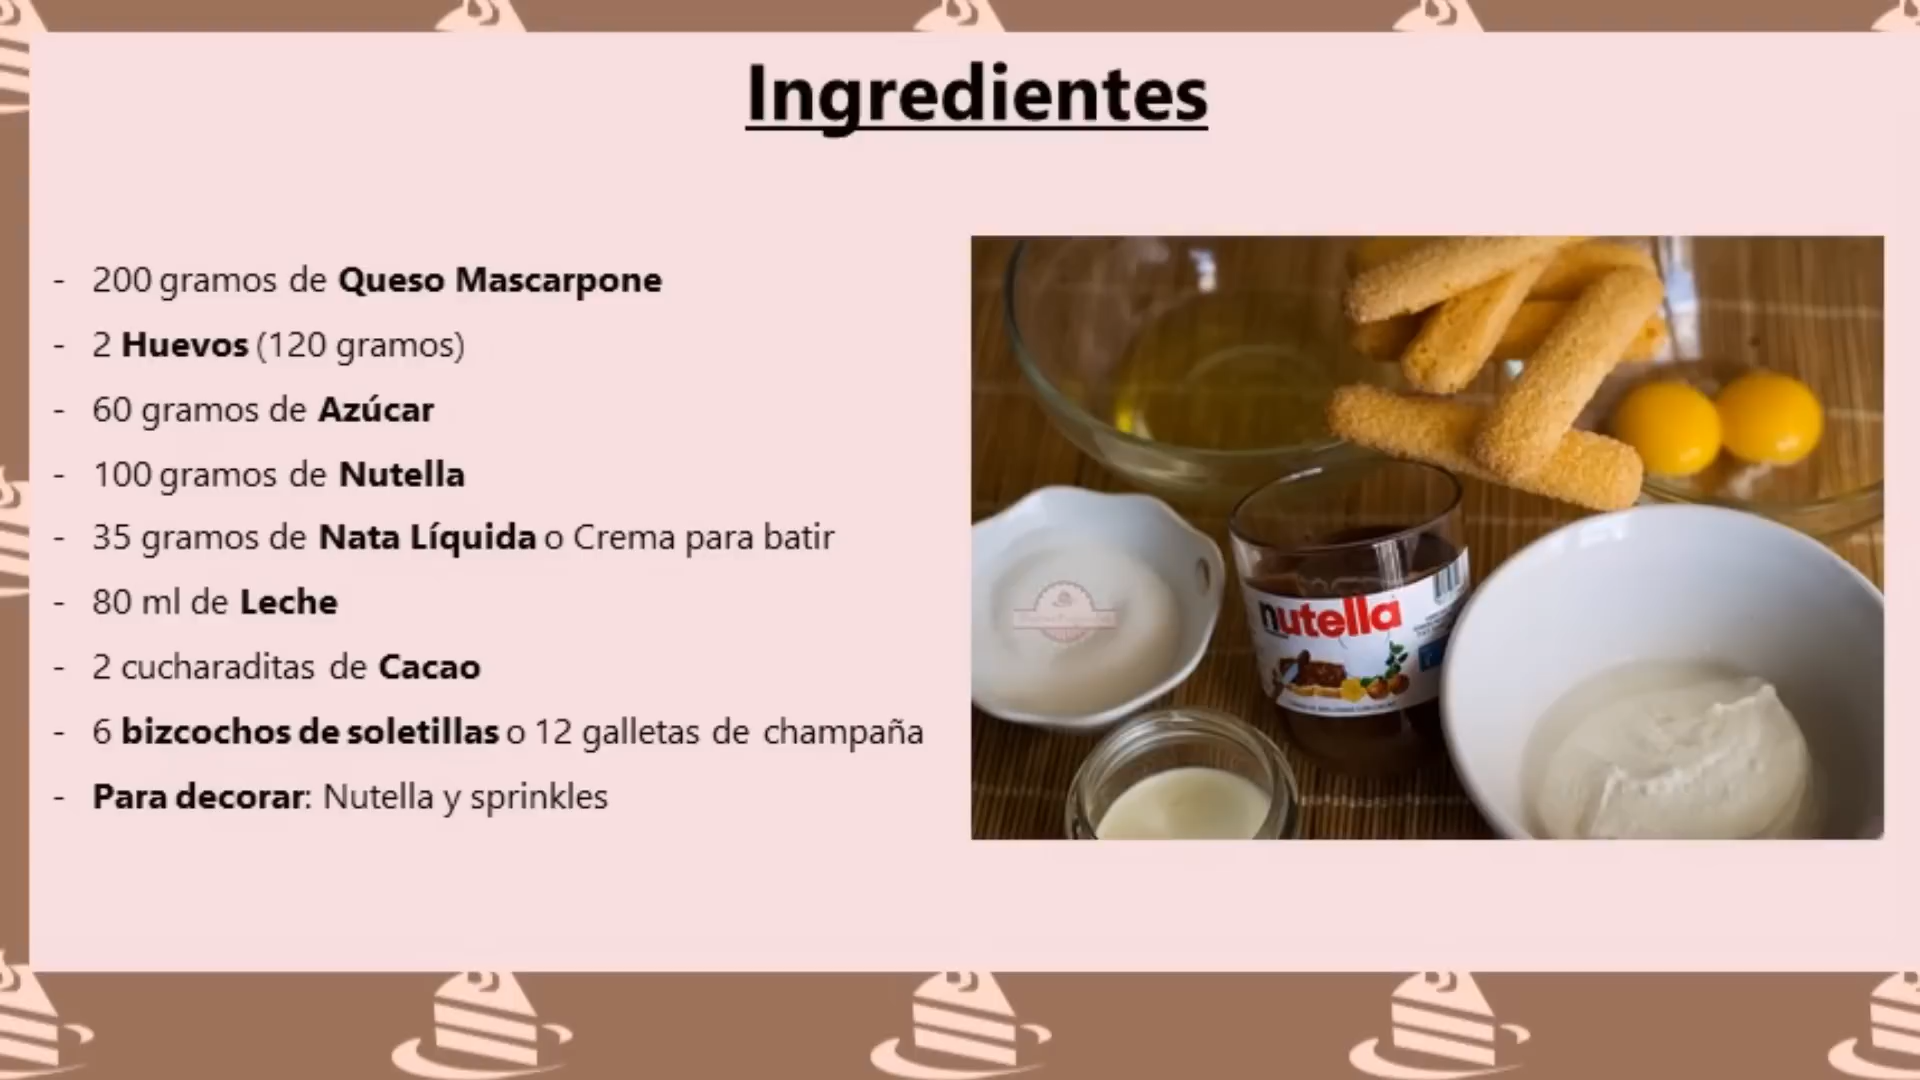 Ingredientes
- 200 gramos de Queso Mascarpone
- 2 Huevos (120 gramos)
- 60 gramos de Azúcar
- 100 gramos de Nutella
- 35 gramos de Nata Líquida o Crema para batir
- 80 ml de Leche
- 2 cucharaditas de Cacao
- 6 bizcochos de soletillas o 12 galletas de champaña
- Para decorar: Nutella y sprinkles
nutella